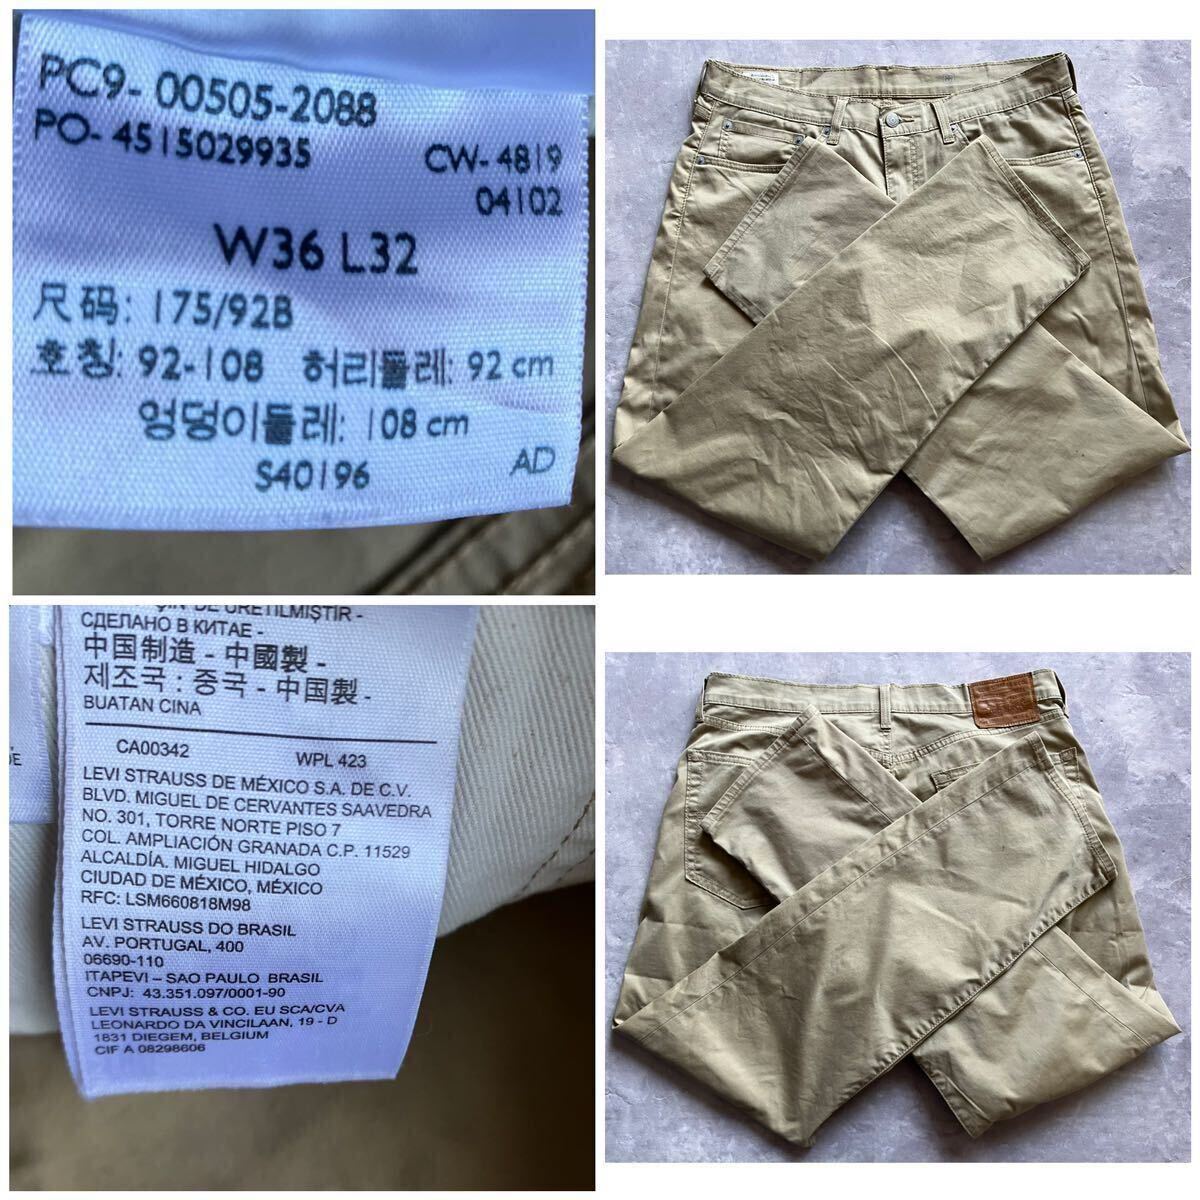 PC9- 00505-2088
PO- 4515029935
CW- 4819
04102
W36 L32
尺码: 175/92B
호칭: 92-108 허리둘레: 92 cm
엉덩이둘레: 108 cm
S40196
AD
DE ÜRETİLMİŞTİR -
СДЕЛАНО В КИТАЕ -
中国制造 - 中國製 -
제조국 : 중국 - 中国製 -
BUATAN CINA
CA00342 WPL 423
LEVI STRAUSS DE MÉXICO S.A. DE C.V.
BLVD. MIGUEL DE CERVANTES SAAVEDRA
NO. 301, TORRE NORTE PISO 7
COL. AMPLIACIÓN GRANADA C.P. 11529
ALCALDÍA. MIGUEL HIDALGO
CIUDAD DE MÉXICO, MÉXICO
RFC: LSM660818M98
LEVI STRAUSS DO BRASIL
AV. PORTUGAL, 400
06690-110
ITAPEVI – SAO PAULO BRASIL
CNPJ: 43.351.097/0001-90
LEVI STRAUSS & CO. EU SCA/CVA
LEONARDO DA VINCILAAN, 19 - D
1831 DIEGEM, BELGIUM
CIF A 08298606